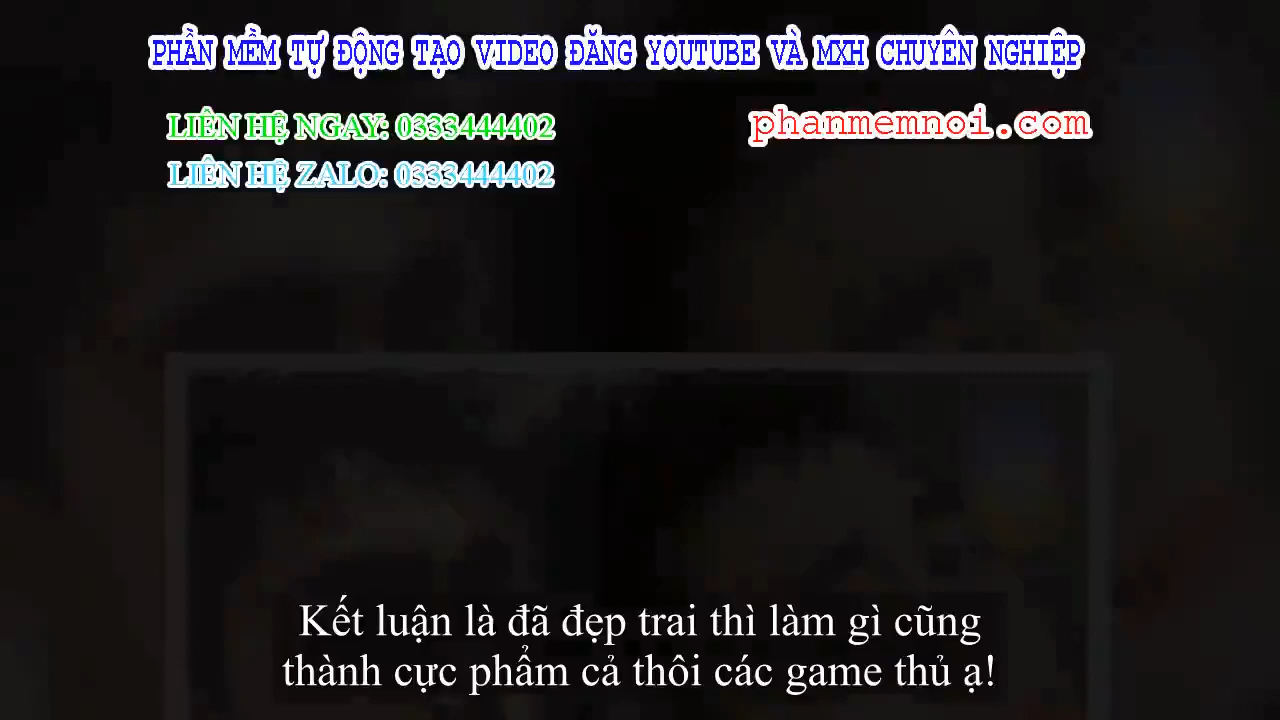 PHẦN MỀM TỰ ĐỘNG TẠO VIDEO ĐĂNG YOUTUBE VÀ MXH CHUYÊN NGHIỆP
LIÊN HỆ NGAY: 0333444402
phanmemnoi.com
LIÊN HỆ ZALO: 0333444402
Kết luận là đã đẹp trai thì làm gì cũng
thành cực phẩm cả thôi các game thủ ạ!